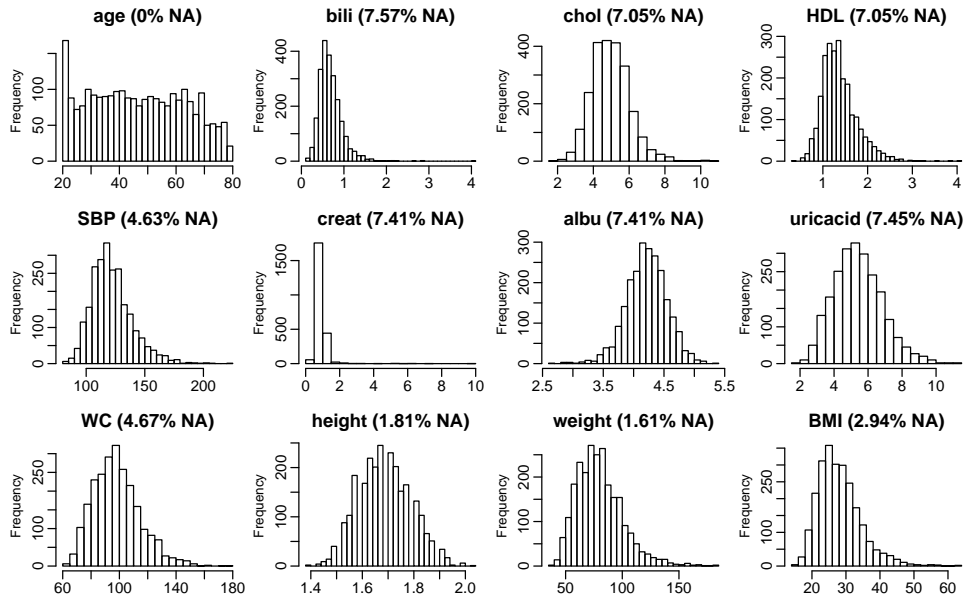 age (0% NA)
bili (7.57% NA)
chol (7.05% NA)
HDL (7.05% NA)
Frequency
0 50 100
20 40 60 80
Frequency
0 200 400
0 1 2 3 4
Frequency
0 200 400
2 4 6 8 10
Frequency
0 100 200 300
1 2 3 4
SBP (4.63% NA)
creat (7.41% NA)
albu (7.41% NA)
uricacid (7.45% NA)
Frequency
0 100 250
100 150 200
Frequency
0 500 1500
0 2 4 6 8 10
Frequency
0 100 200 300
2.5 3.5 4.5 5.5
Frequency
0 100 250
2 4 6 8 10
WC (4.67% NA)
height (1.81% NA)
weight (1.61% NA)
BMI (2.94% NA)
Frequency
0 100 250
60 100 140 180
Frequency
0 100 200
1.4 1.6 1.8 2.0
Frequency
0 100 200
50 100 150
Frequency
0 100 250
20 30 40 50 60